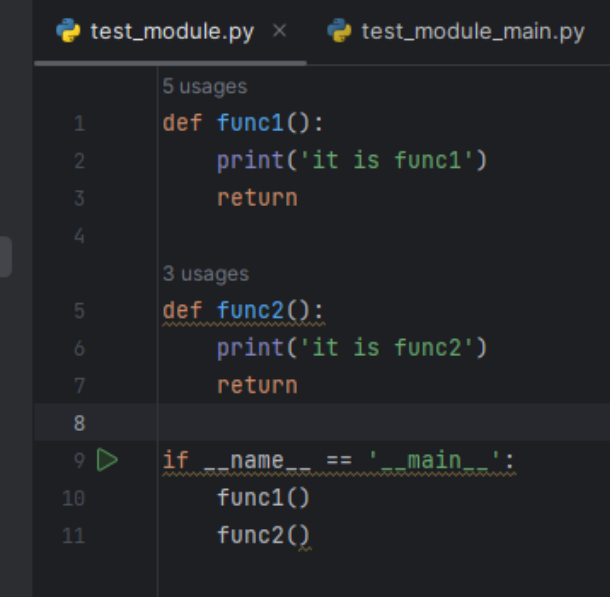 test_module.py × test_module_main.py
5 usages
1 def func1():
2     print('it is func1')
3     return
4
3 usages
5 def func2():
6     print('it is func2')
7     return
8
9 if __name__ == '__main__':
10     func1()
11     func2()